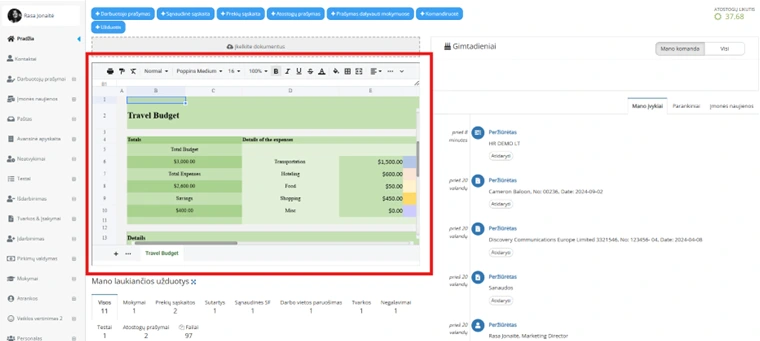 Rasa Jonaitė
Pradžia
Kontaktai
Darbuotojų prašymai
Įmonės naujienos
Paštas
Avansinė apyskaita
Neatvykimai
Testai
Išdarbinimas
Tvarkos & Įsakymai
Įdarbinimas
Pirkimų valdymas
Mokymai
Atrankos
Veiklos vertinimas 2
Personalas
+ Darbuotojo prašymas
+ Sąnaudinė sąskaita
+ Prekių sąskaita
+ Atostogų prašymas
+ Prašymas dalyvauti mokymuose
+ Komandiruotė
+ Užduotis
Įkelkite dokumentus
ATOSTOGŲ LIKUTIS
37.68
Normal
Poppins Medium
16
100%
B I U S A
A B C D E
1
2 Travel Budget
3
4 Totals Details of the expenses
5 Total Budget
6 $3,000.00 Transportation $1,500.00
7 Total Expenses Hoteling $600.00
8 $2,600.00 Food $50.00
9 Savings Shopping $450.00
10 $400.00 Misc $0.00
11
12
13 Details
+ Travel Budget
Mano laukiančios užduotys
Visos 11
Mokymai 1
Prekių sąskaitos 2
Sutartys 1
Sąnaudinės SF 1
Darbo vietos paruošimas 1
Tvarkos 1
Negalavimai 1
Testai 1
Atostogų prašymai 2
Failai 97
Gimtadieniai
Mano komanda
Visi
Mano įvykiai
Parankiniai
Įmonės naujienos
prieš 6 minutes
Peržiūrėtas
HR DEMO LT
Atidaryti
prieš 20 valandų
Peržiūrėtas
Cameron Balloon, No: 00236, Date: 2024-09-02
Atidaryti
prieš 20 valandų
Peržiūrėtas
Discovery Communications Europe Limited 3321546, No: 123456-04, Date: 2024-04-08
Atidaryti
prieš 20 valandų
Peržiūrėtas
Sanaudos
Atidaryti
prieš 20 valandų
Peržiūrėtas
Rasa Jonaitė, Marketing Director